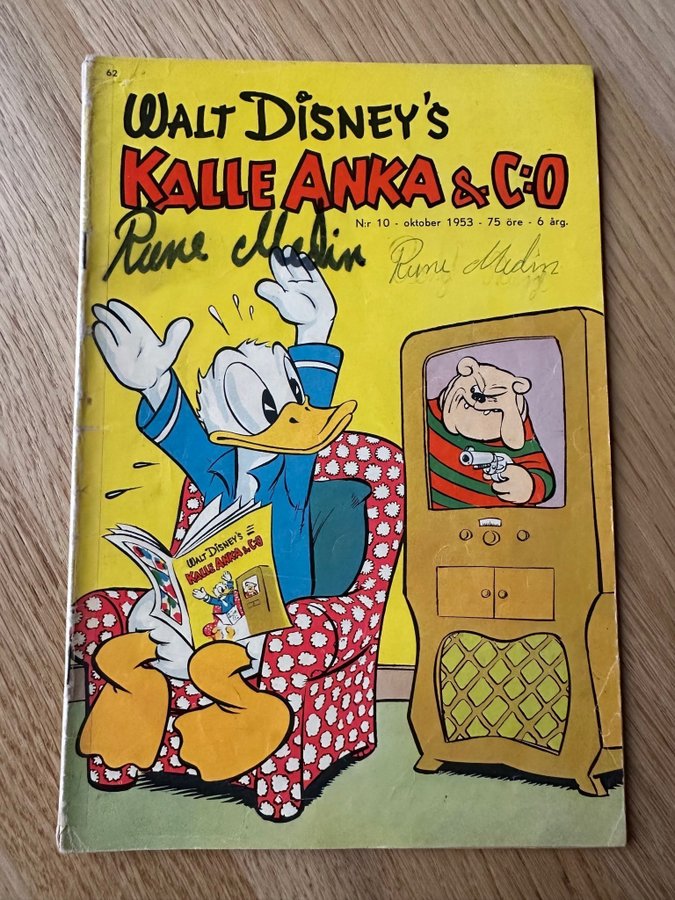 62
WALT DISNEY'S
KALLE ANKA & C:O
N:r 10 - oktober 1953 - 75 öre - 6 årg.
Rune Medin
Rune Medin
WALT DISNEY'S
KALLE ANKA & C:O